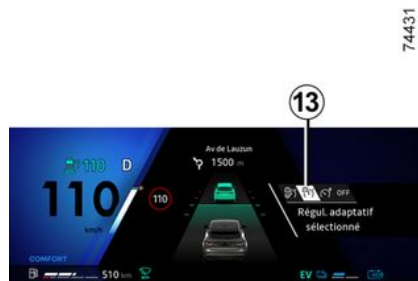 74431
13
110 D
Av de Lauzun
1500 m
110
110
OFF
km/h
Régul. adaptatif
sélectionné
COMFORT
510 km
EV